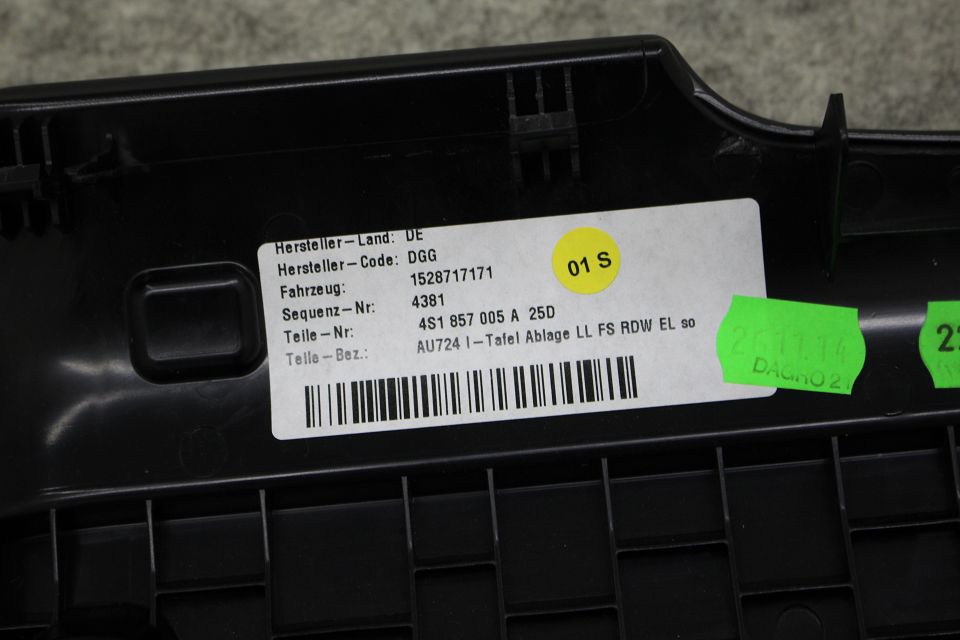 Hersteller-Land: DE
Hersteller-Code: DGG
Fahrzeug: 1528717171
Sequenz-Nr: 4381
Teile-Nr: 4S1 857 005 A 25D
Teile-Bez.: AU724 I-Tafel Ablage LL FS RDW EL so
01 S
DAGRO 21